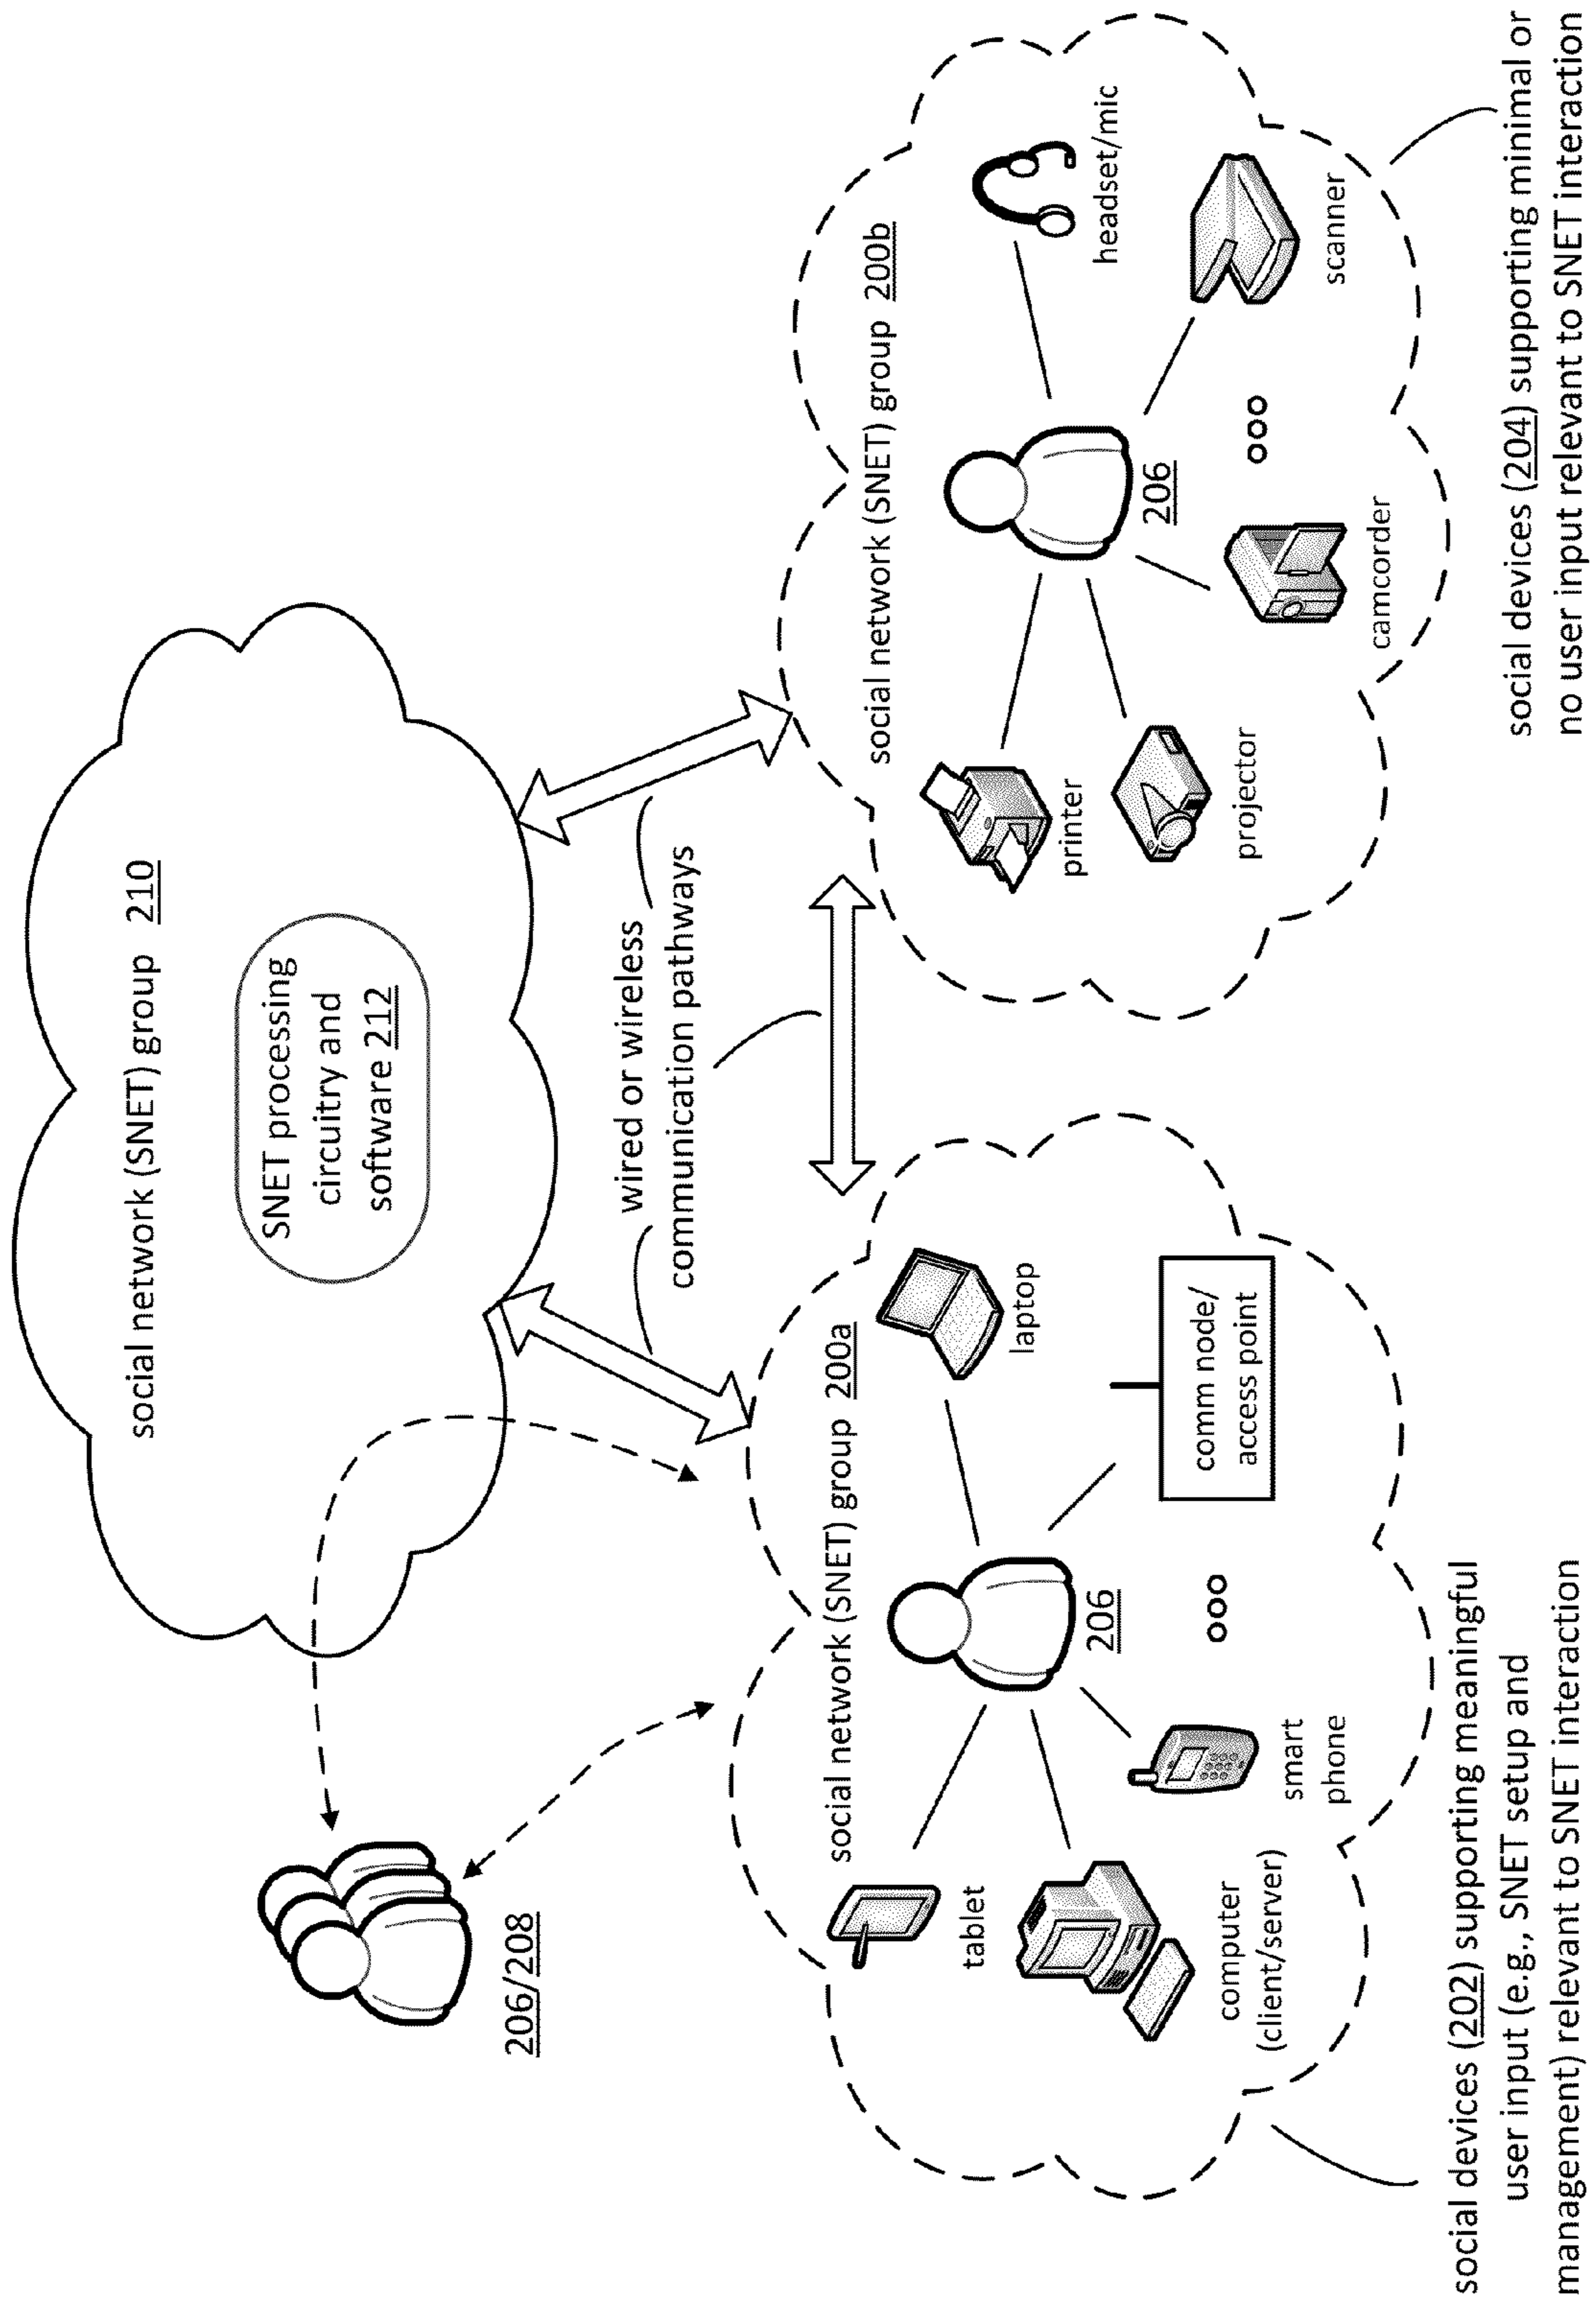 social network (SNET) group 210
SNET processing
circuitry and
software 212
206/208
wired or wireless
communication pathways
social network (SNET) group 200a
tablet
computer
(client/server)
206
smart
phone
laptop
comm node/
access point
social devices (202) supporting meaningful
user input (e.g., SNET setup and
management) relevant to SNET interaction
social network (SNET) group 200b
printer
projector
206
camcorder
headset/mic
scanner
social devices (204) supporting minimal or
no user input relevant to SNET interaction